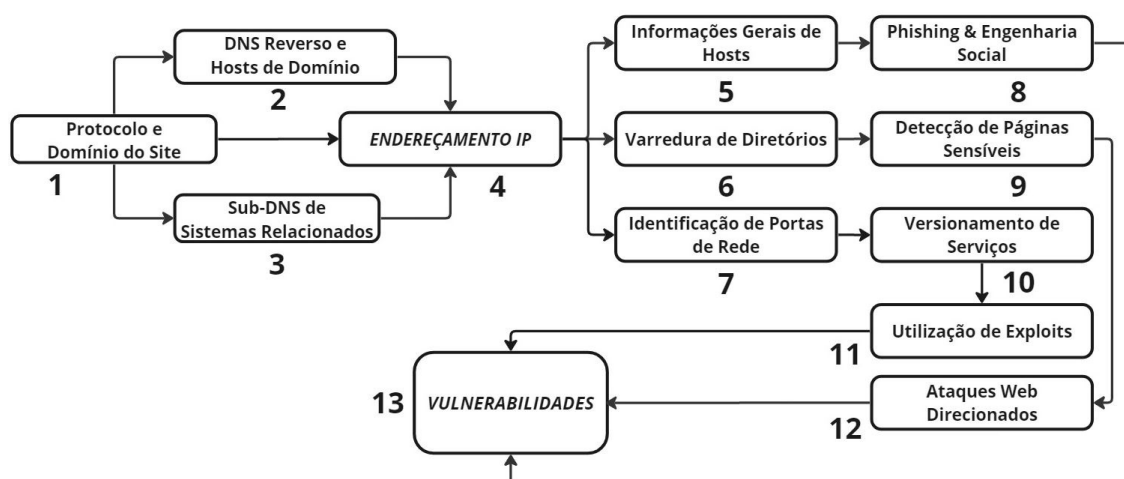 DNS Reverso e
Hosts de Domínio
2
Protocolo e
Domínio do Site
1
Sub-DNS de
Sistemas Relacionados
3
ENDEREÇAMENTO IP
4
Informações Gerais de
Hosts
5
Phishing & Engenharia
Social
8
Varredura de Diretórios
6
Detecção de Páginas
Sensíveis
9
Identificação de Portas
de Rede
7
Versionamento de
Serviços
10
Utilização de Exploits
11
Ataques Web
Direcionados
12
13
VULNERABILIDADES